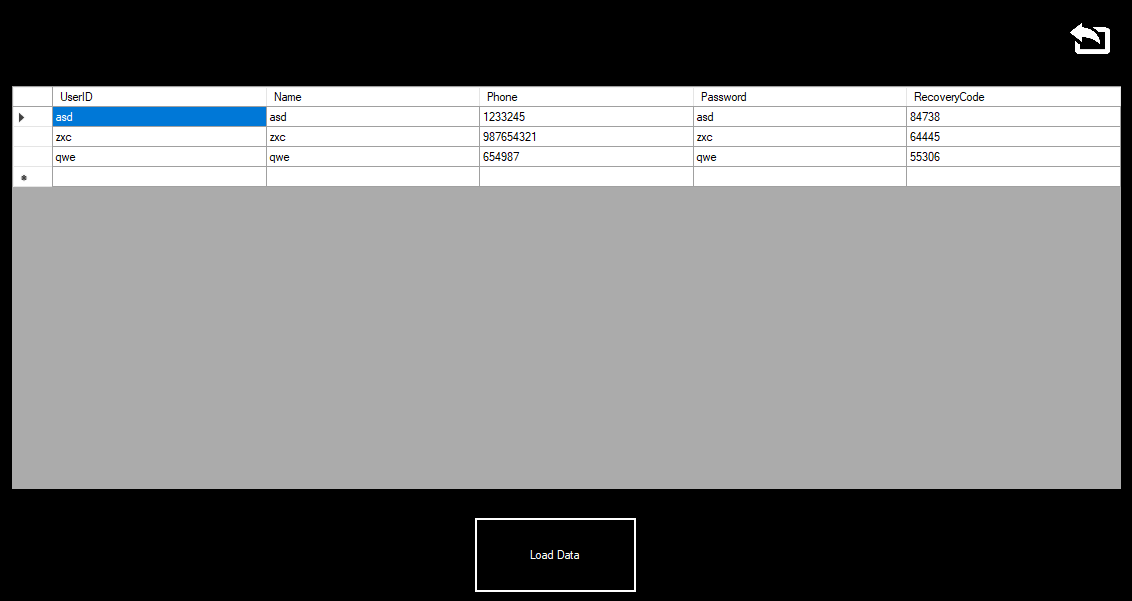 UserID Name Phone Password RecoveryCode
asd asd 1233245 asd 84738
zxc zxc 987654321 zxc 64445
qwe qwe 654987 qwe 55306
Load Data